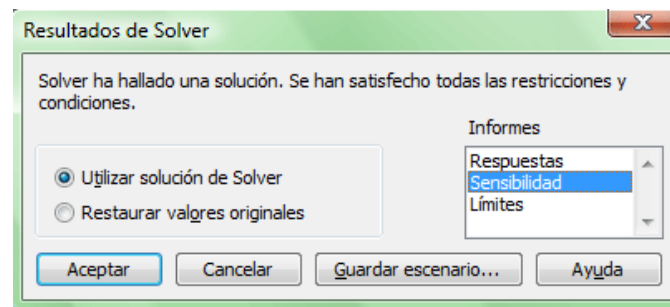 Resultados de Solver
Solver ha hallado una solución. Se han satisfecho todas las restricciones y
condiciones.
Informes
Utilizar solución de Solver
Restaurar valores originales
Respuestas
Sensibilidad
Límites
Aceptar
Cancelar
Guardar escenario...
Ayuda